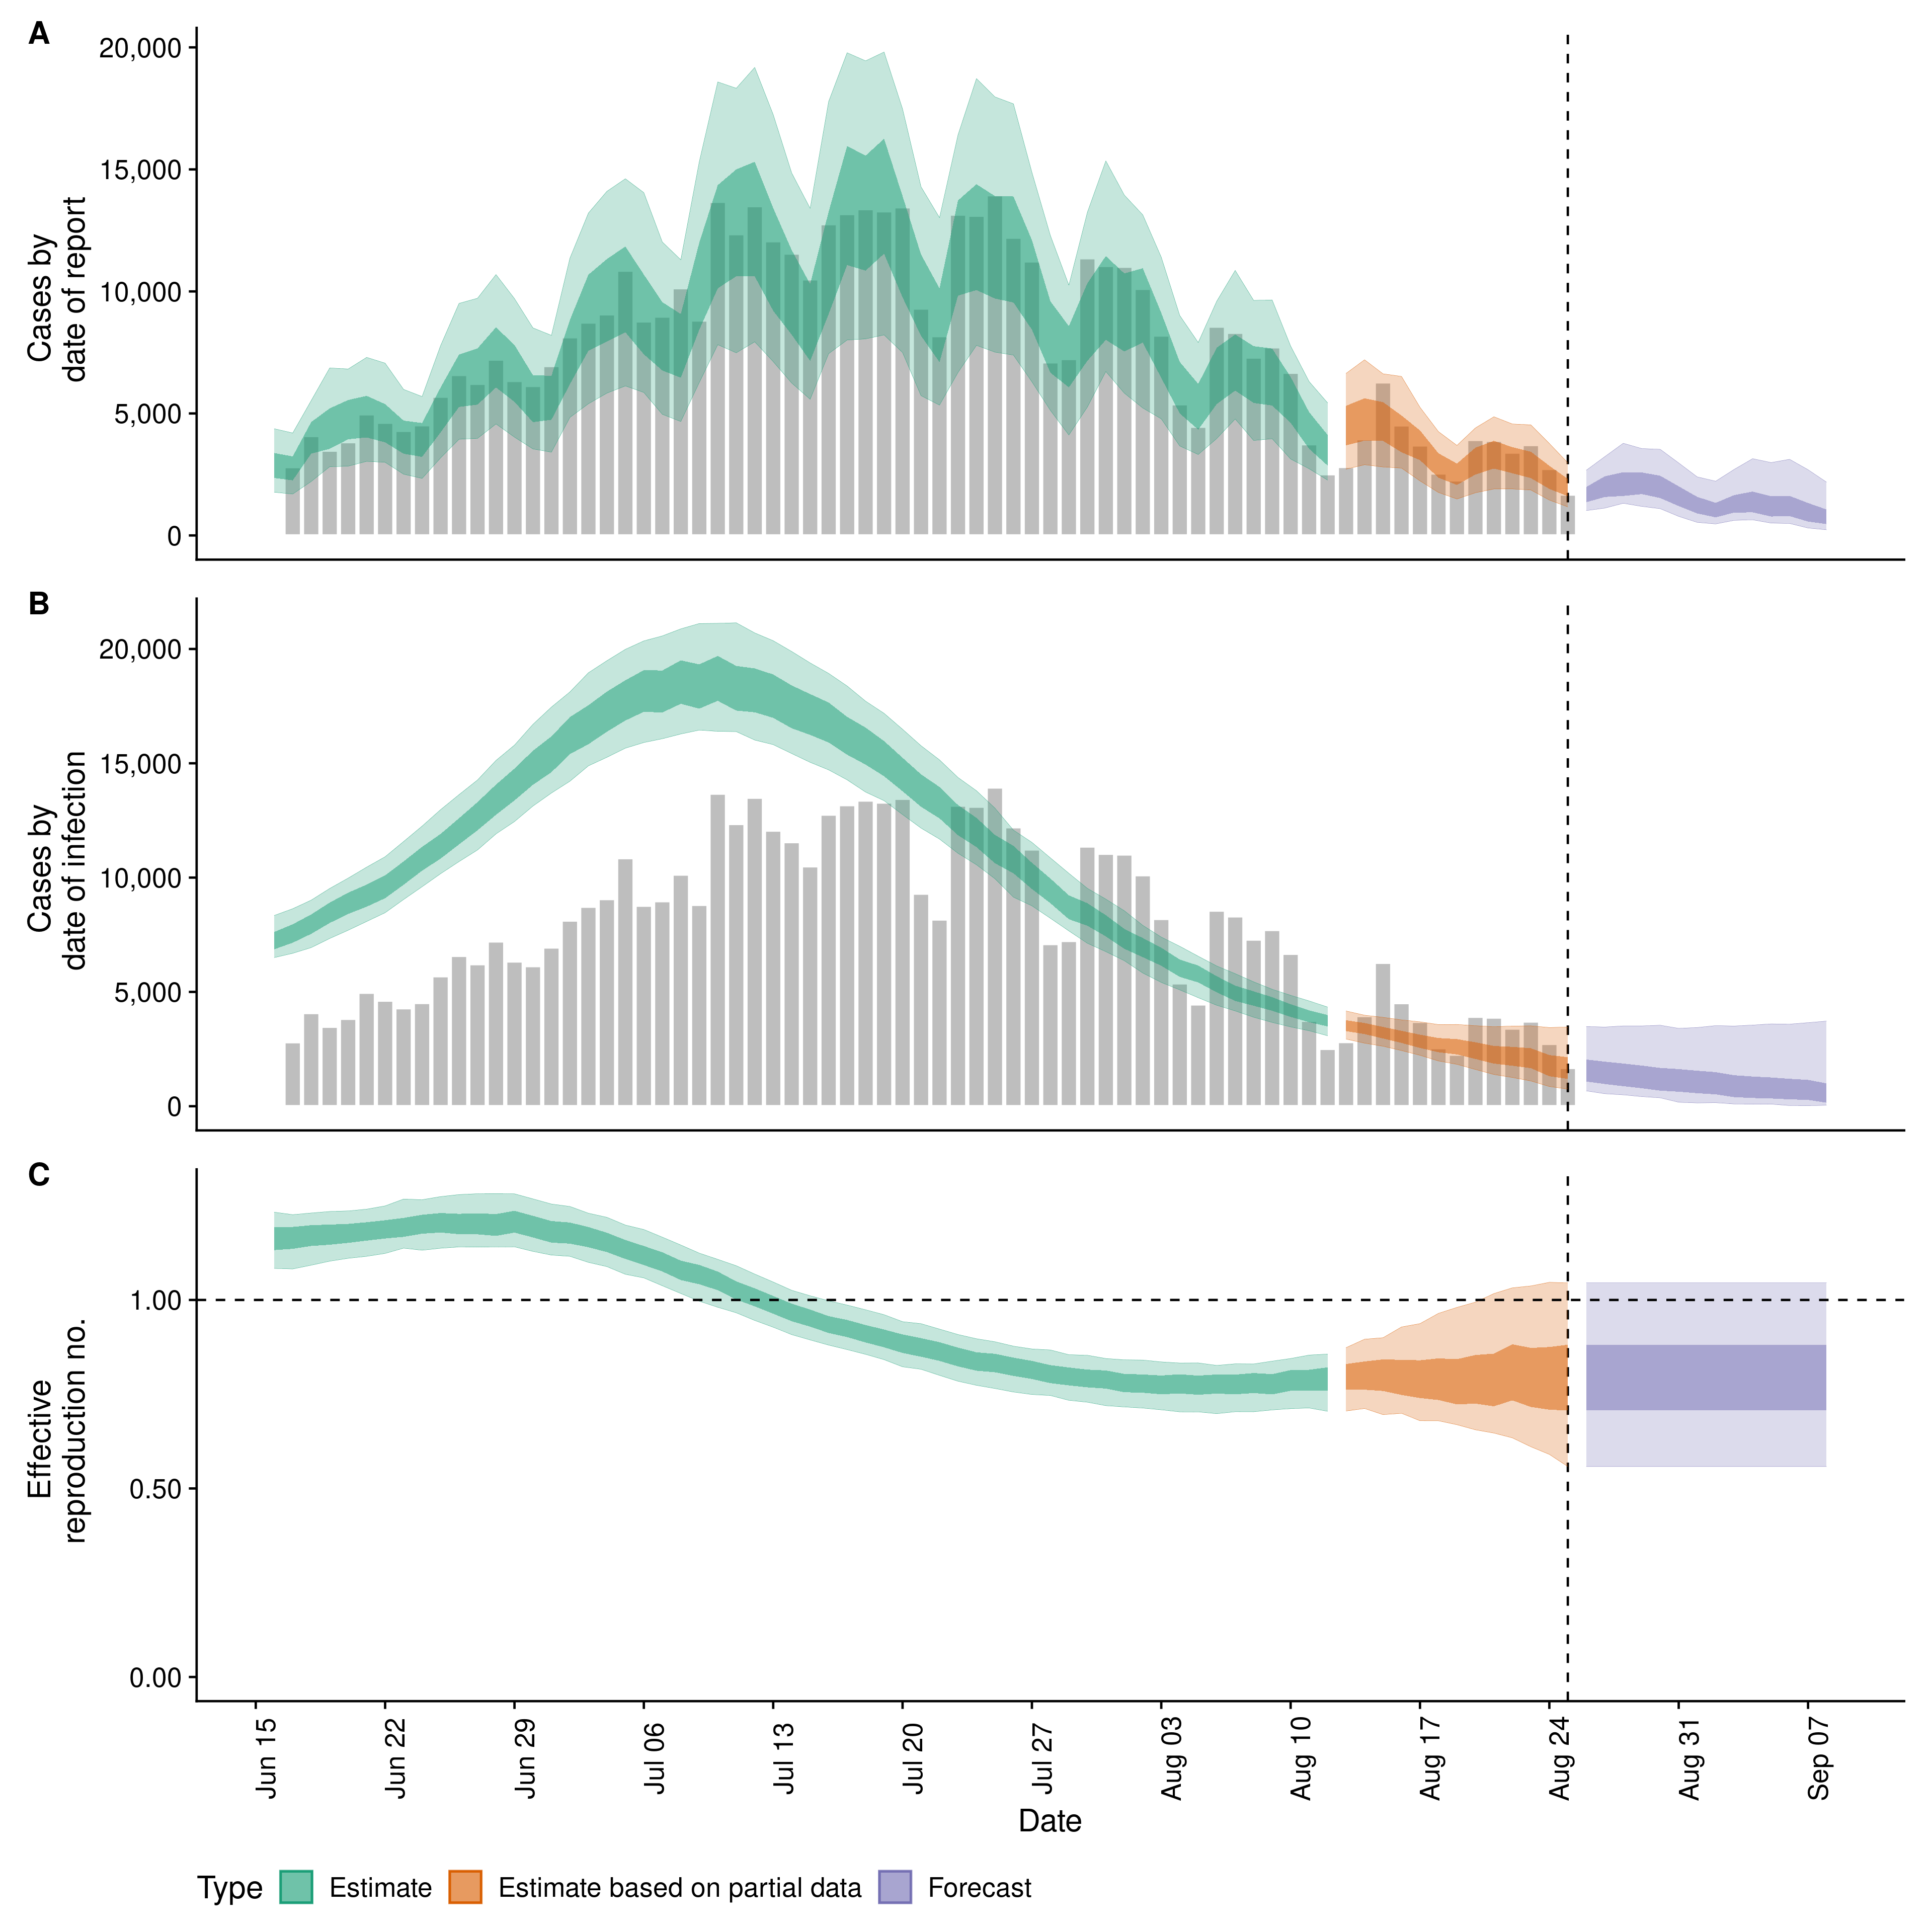 A
20,000
15,000
10,000
5,000
0
Cases by
date of report
B
20,000
15,000
10,000
5,000
0
Cases by
date of infection
C
1.00
0.50
0.00
Effective
reproduction no.
Jun 15
Jun 22
Jun 29
Jul 06
Jul 13
Jul 20
Jul 27
Aug 03
Aug 10
Aug 17
Aug 24
Aug 31
Sep 07
Date
Type Estimate Estimate based on partial data Forecast